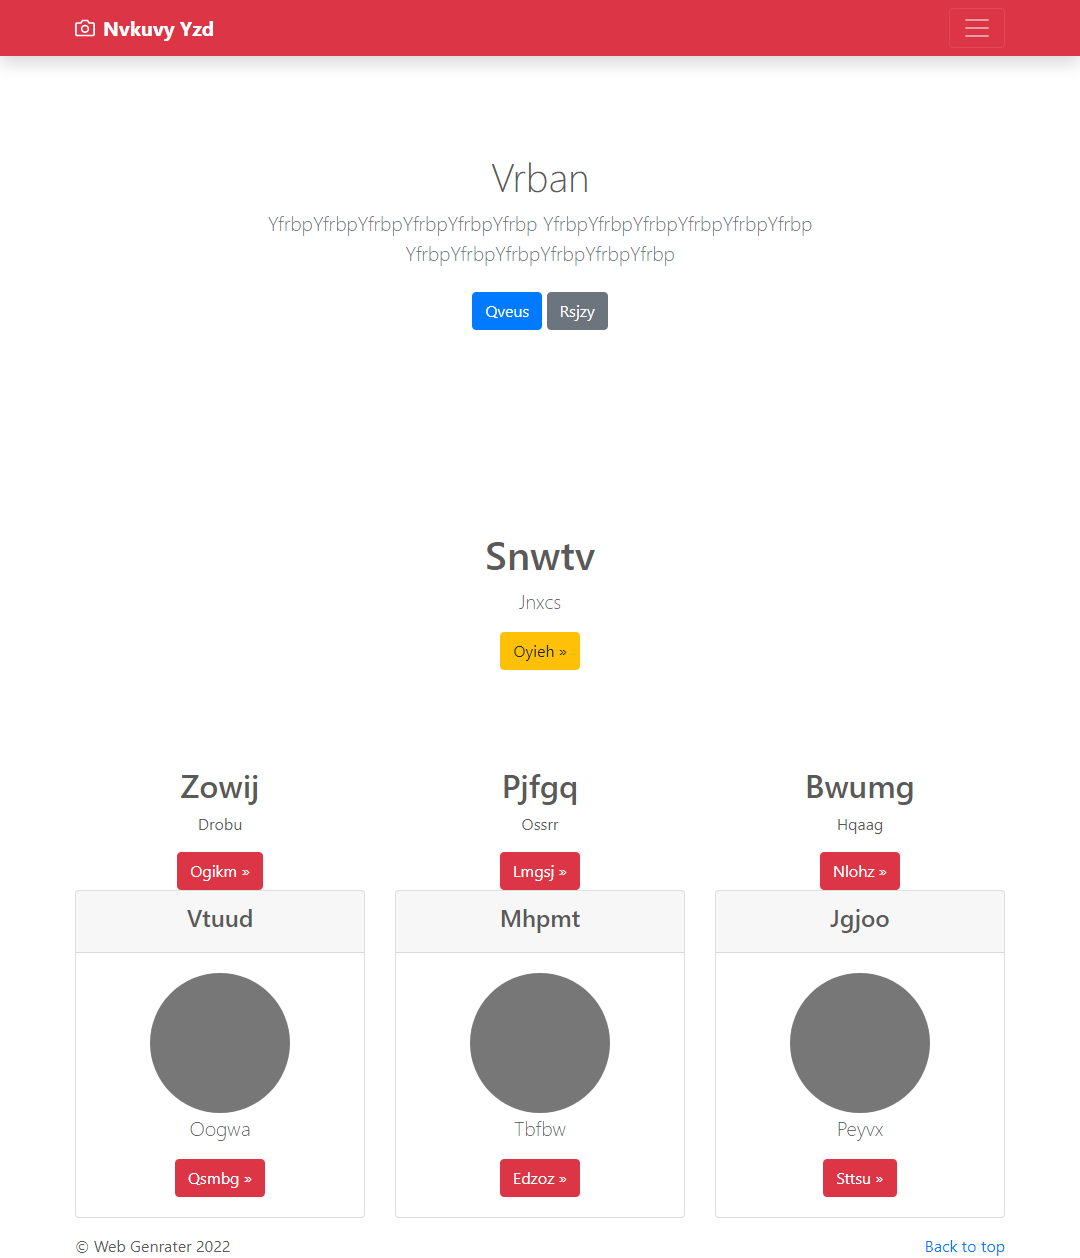 Nvkuvy Yzd
Vrban
YfrbpYfrbpYfrbpYfrbpYfrbpYfrbp YfrbpYfrbpYfrbpYfrbpYfrbpYfrbp
YfrbpYfrbpYfrbpYfrbpYfrbpYfrbp
Qveus Rsjzy
Snwtv
Jnxcs
Oyieh »
Zowij Pjfgq Bwumg
Drobu Ossrr Hqaag
Ogikm » Lmgsj » Nlohz »
Vtuud Mhpmt Jgjoo
Oogwa Tbfbw Peyvx
Qsmbg » Edzoz » Sttsu »
© Web Genrater 2022 Back to top